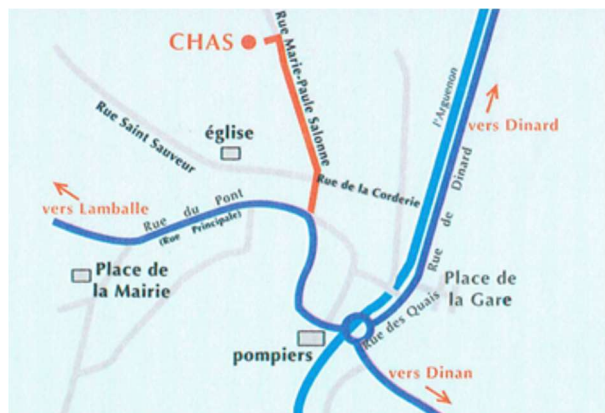 CHAS
Rue Marie-Paule Salonne
l'Arguenon
vers Dinard
Rue Saint Sauveur
église
Rue de la Corderie
vers Lamballe
Rue du Pont
(Rue Principale)
Rue de Dinard
Place de
la Mairie
Place de
la Gare
Rue des Quais
pompiers
vers Dinan